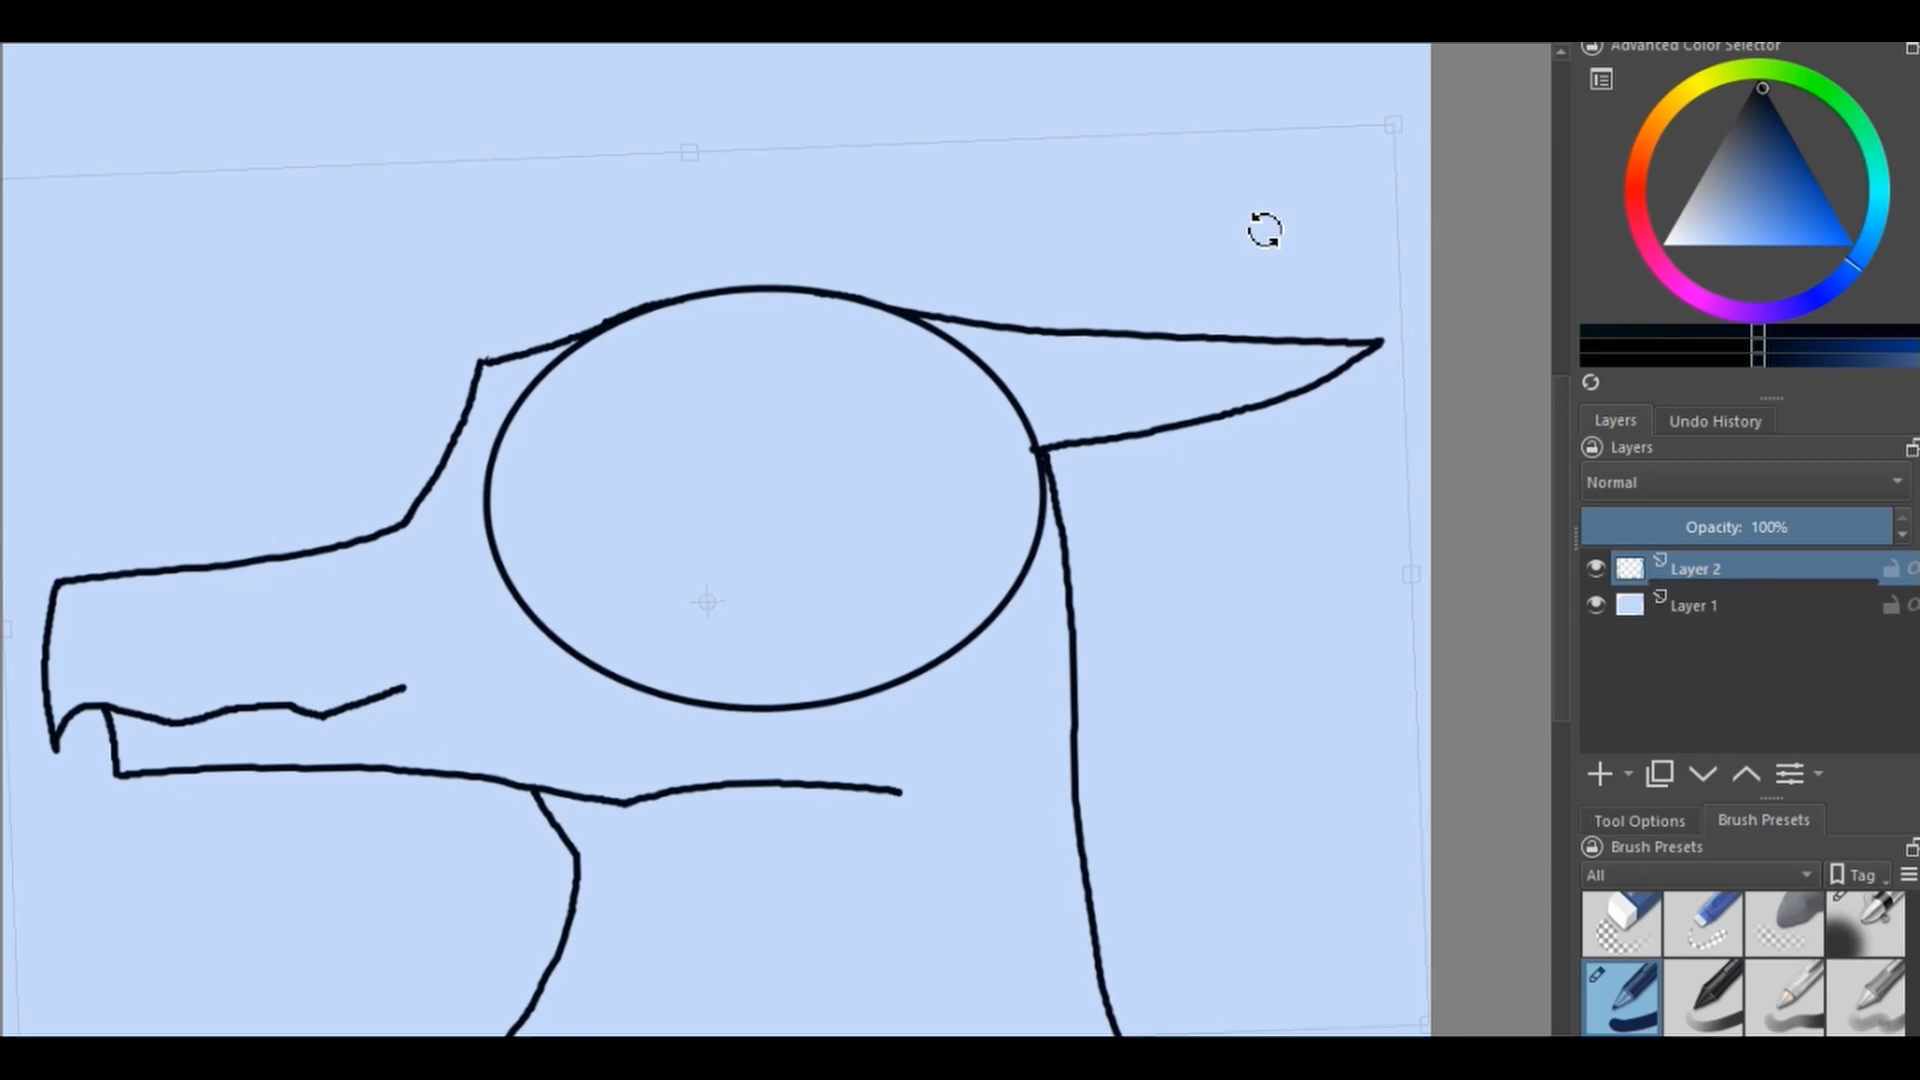 Advanced Color Selector
Layers Undo History
Layers
Normal
Opacity: 100%
Layer 2
Layer 1
Tool Options Brush Presets
Brush Presets
All Tag